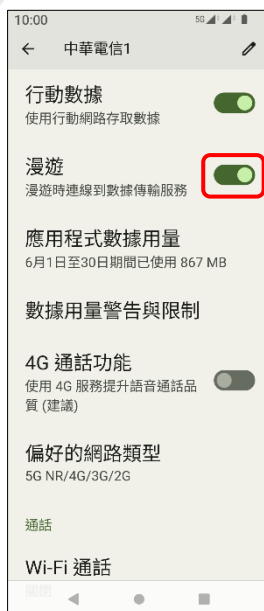 10:00 5G
中華電信1
行動數據
使用行動網路存取數據
漫遊
漫遊時連線到數據傳輸服務
應用程式數據用量
6月1日至30日期間已使用 867 MB
數據用量警告與限制
4G 通話功能
使用 4G 服務提升語音通話品
質 (建議)
偏好的網路類型
5G NR/4G/3G/2G
通話
Wi-Fi 通話
關閉